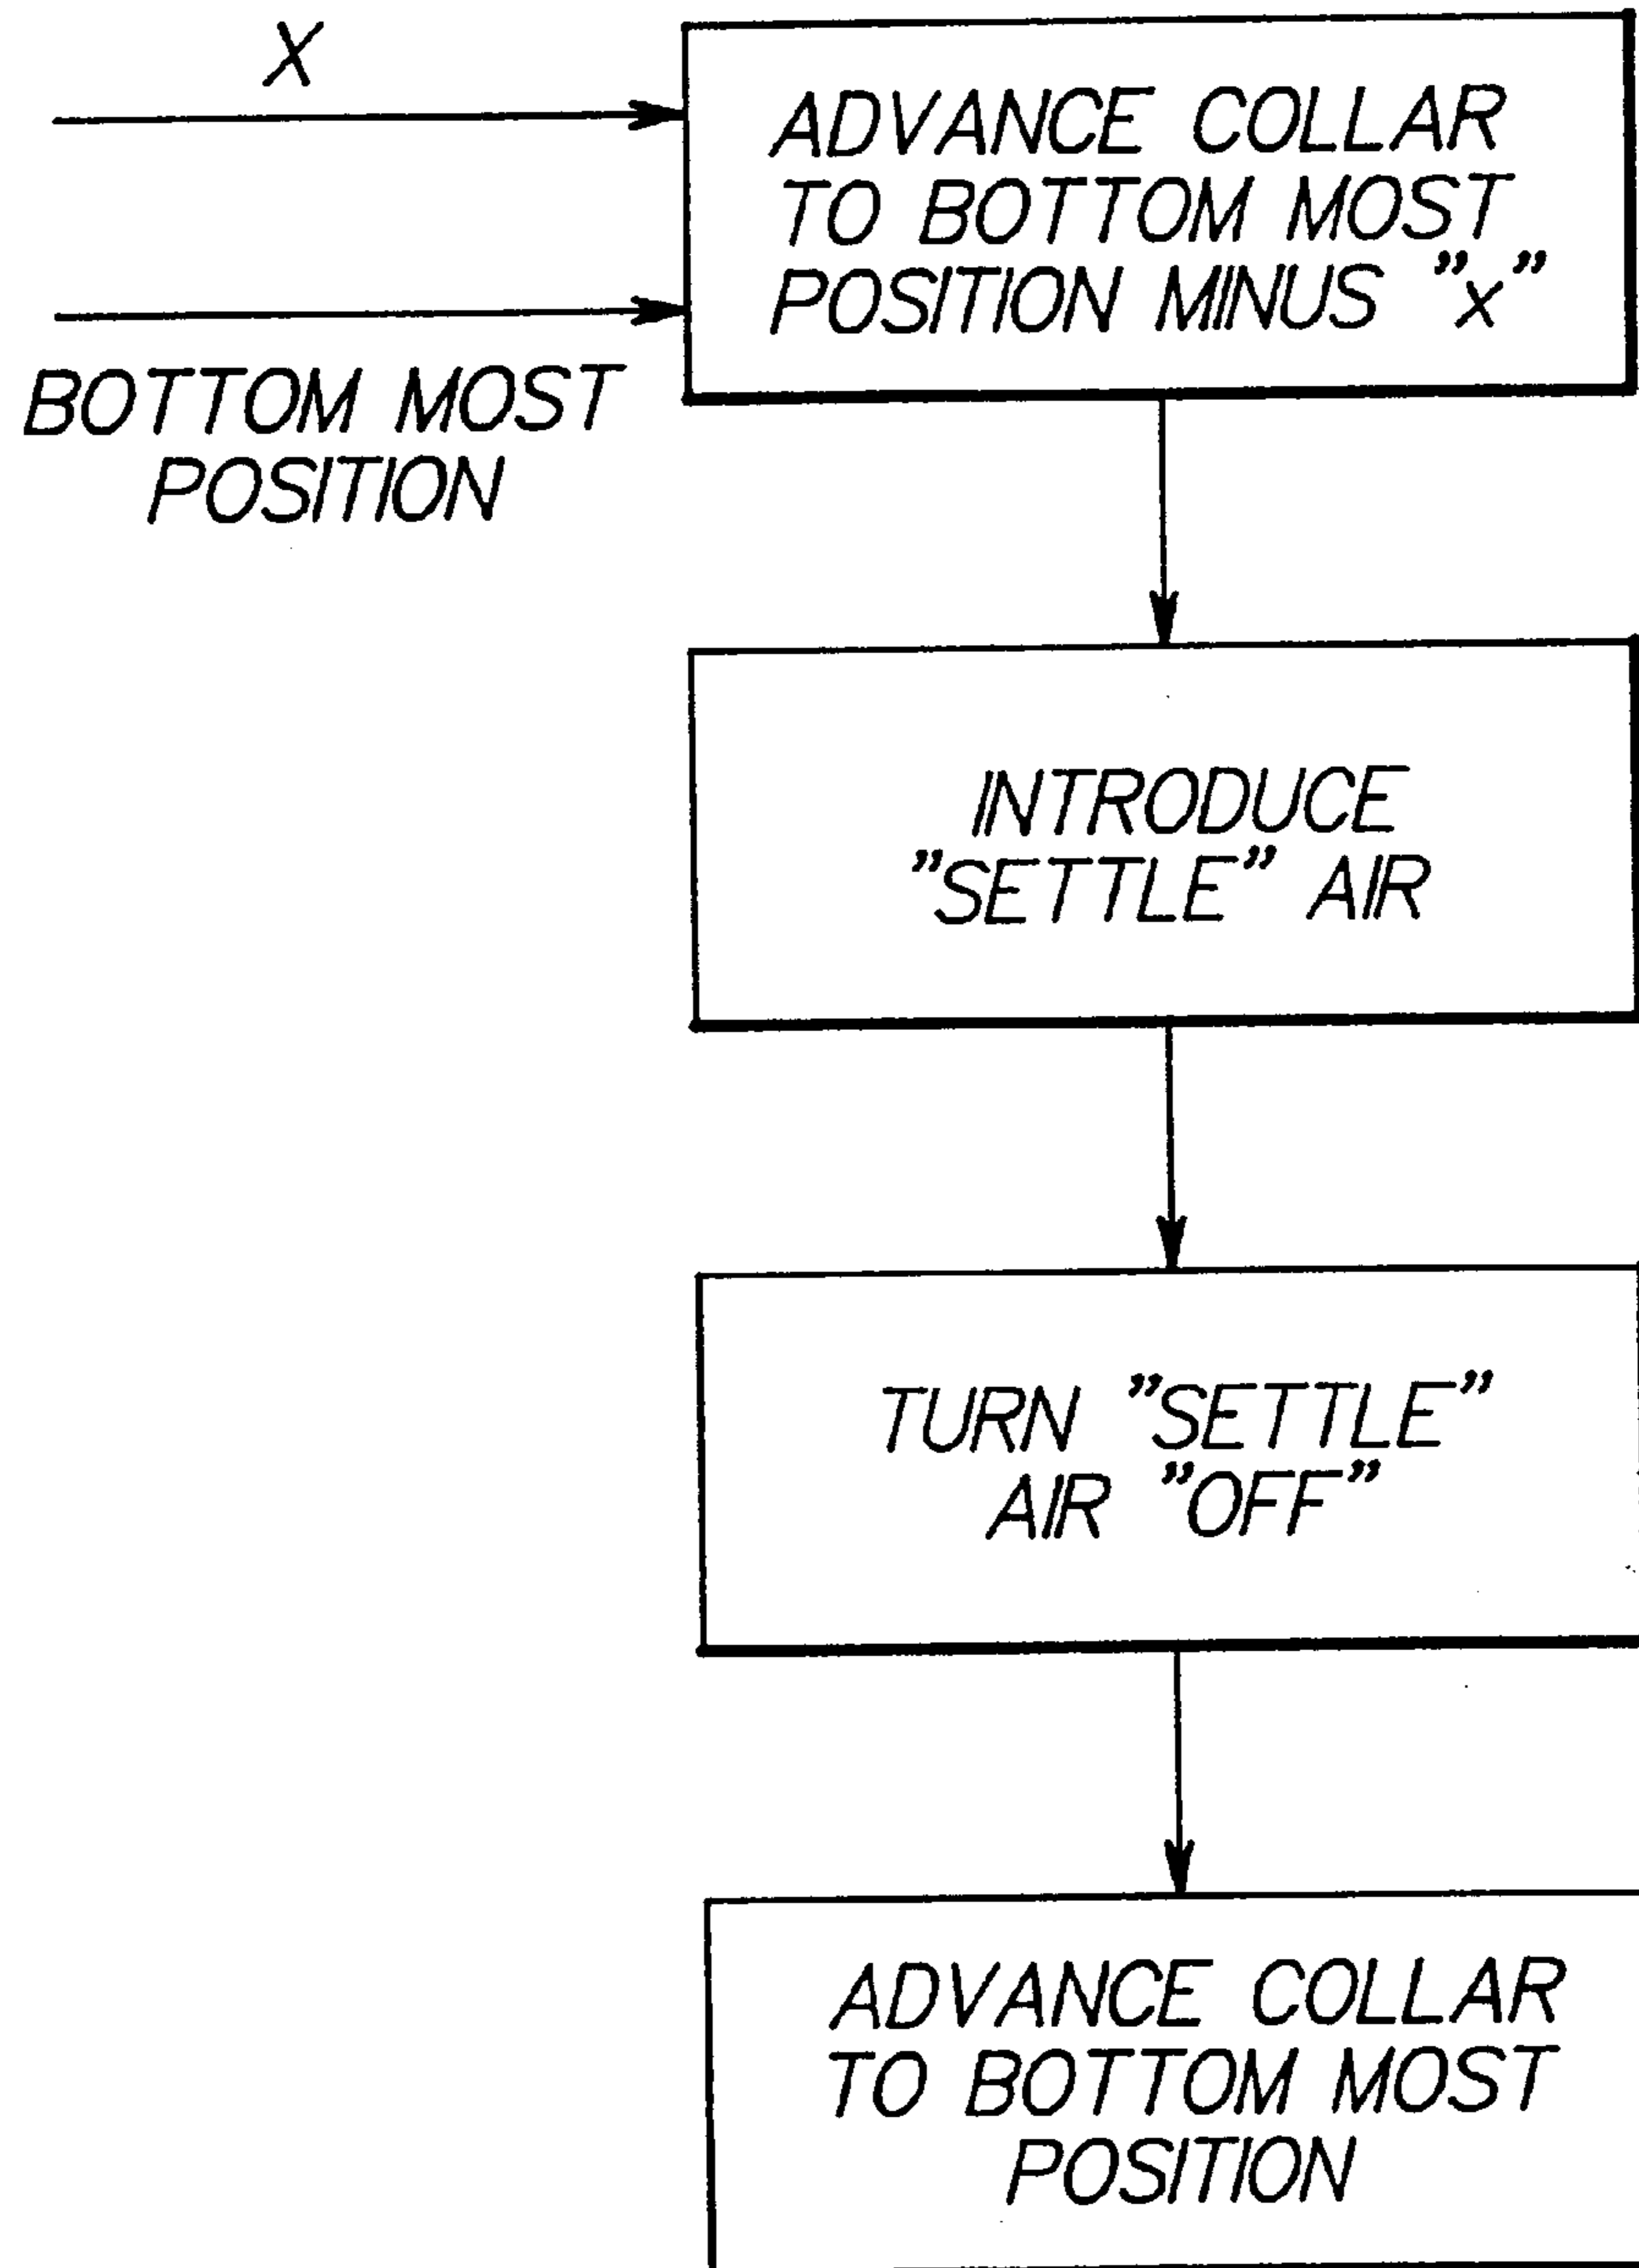 X
ADVANCE COLLAR
TO BOTTOM MOST
POSITION MINUS "x"
BOTTOM MOST
POSITION
INTRODUCE
"SETTLE" AIR
TURN "SETTLE"
AIR "OFF"
ADVANCE COLLAR
TO BOTTOM MOST
POSITION